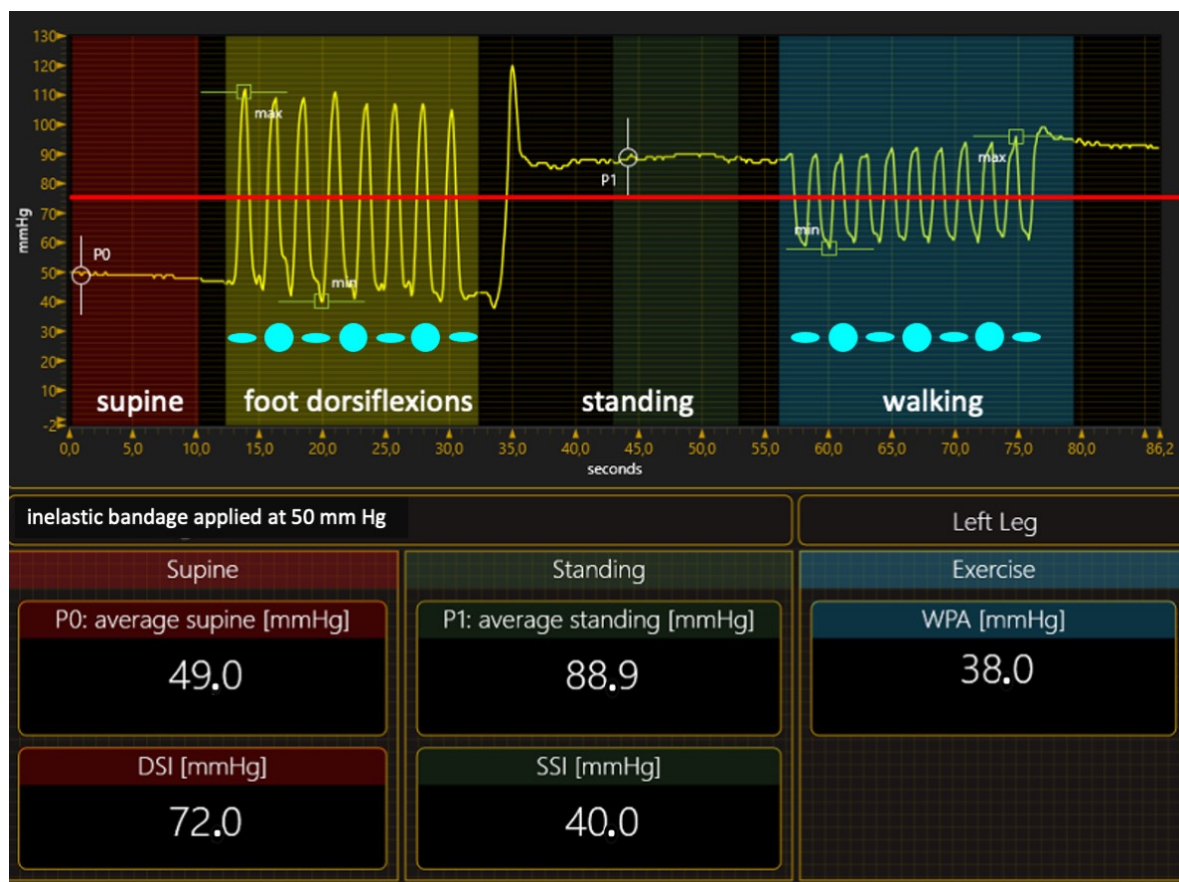 130
120
110
100
90
80
70
60
50
40
30
20
10
-2
mmHg
P0
max
min
P1
min
max
supine
foot dorsiflexions
standing
walking
0,0
5,0
10,0
15,0
20,0
25,0
30,0
35,0
40,0
45,0
50,0
55,0
60,0
65,0
70,0
75,0
80,0
86,2
seconds
inelastic bandage applied at 50 mm Hg
Left Leg
Supine
Standing
Exercise
P0: average supine [mmHg]
P1: average standing [mmHg]
WPA [mmHg]
49.0
88.9
38.0
DSI [mmHg]
SSI [mmHg]
72.0
40.0